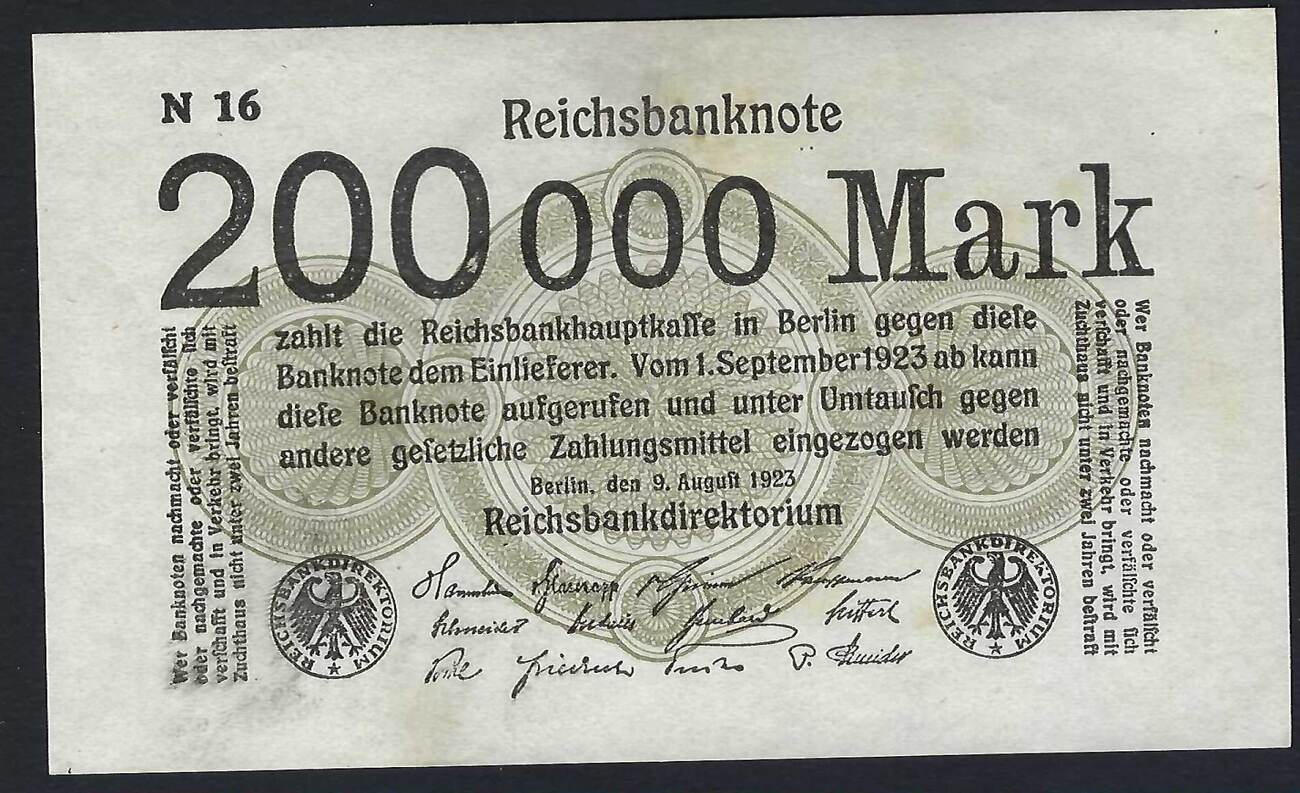 N 16
Reichsbanknote
200000 Mark
zahlt die Reichsbankhauptkaſſe in Berlin gegen dieſe
Banknote dem Einlieferer. Vom 1. September 1923 ab kann
dieſe Banknote aufgerufen und unter Umtauſch gegen
andere geſetzliche Zahlungsmittel eingezogen werden
Berlin, den 9. Auguſt 1923
Reichsbankdirektorium
Wer Banknoten nachmacht oder verfälſcht
oder nachgemachte oder verfälſchte ſich
verſchafft und in Verkehr bringt, wird mit
Zuchthaus nicht unter zwei Jahren beſtraft
Wer Banknoten nachmacht oder verfälſcht
oder nachgemachte oder verfälſchte ſich
verſchafft und in Verkehr bringt, wird mit
Zuchthaus nicht unter zwei Jahren beſtraft
REICHSBANKDIREKTORIUM
REICHSBANKDIREKTORIUM
Schneider
Friedrich
P. Schneider